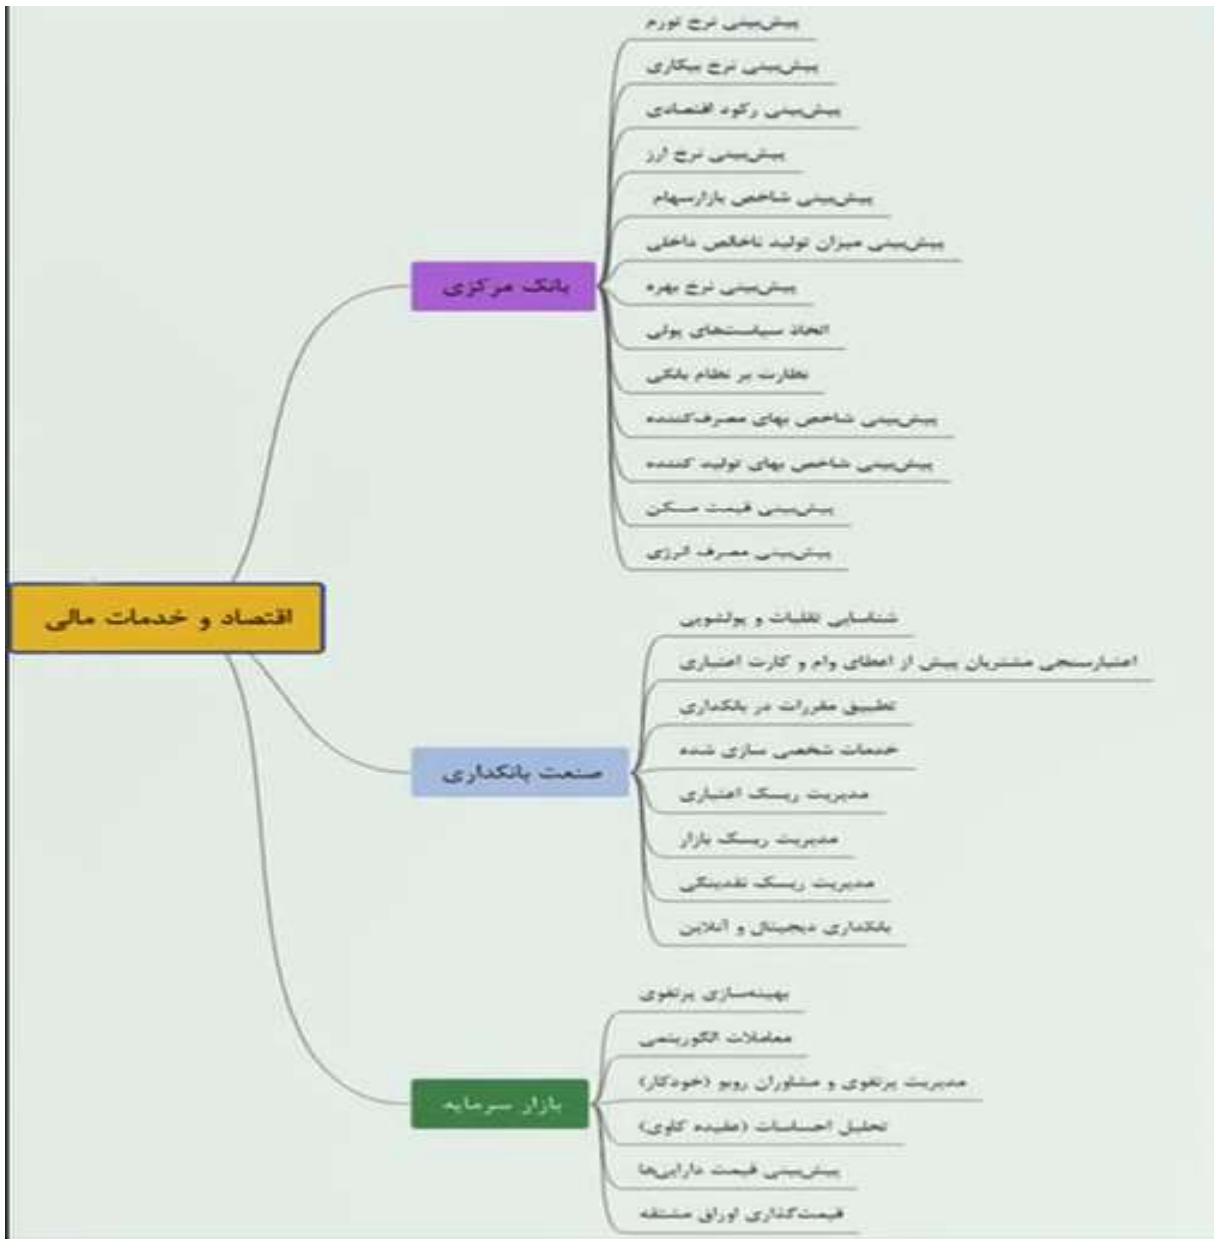 پیش‌بینی نرخ تورم
پیش‌بینی نرخ بیکاری
پیش‌بینی رکود اقتصادی
پیش‌بینی نرخ ارز
پیش‌بینی شاخص بازارسهام
پیش‌بینی میزان تولید ناخالص داخلی
بانک مرکزی
پیش‌بینی نرخ بهره
اتخاذ سیاست‌های پولی
نظارت بر نظام بانکی
پیش‌بینی شاخص بهای مصرف‌کننده
پیش‌بینی شاخص بهای تولید کننده
پیش‌بینی قیمت مسکن
پیش‌بینی مصرف انرژی
اقتصاد و خدمات مالی
شناسایی تقلبات و پولشویی
اعتبارسنجی مشتریان پیش از اعطای وام و کارت اعتباری
تطبیق مقررات در بانکداری
خدمات شخصی سازی شده
صنعت بانکداری
مدیریت ریسک اعتباری
مدیریت ریسک بازار
مدیریت ریسک نقدینگی
بانکداری دیجیتال و آنلاین
بهینه‌سازی پرتفوی
معاملات الگوریتمی
مدیریت پرتفوی و مشاوران روبو (خودکار)
بازار سرمایه
تحلیل احساسات (عقیده کاوی)
پیش‌بینی قیمت دارایی‌ها
قیمت‌گذاری اوراق مشتقه